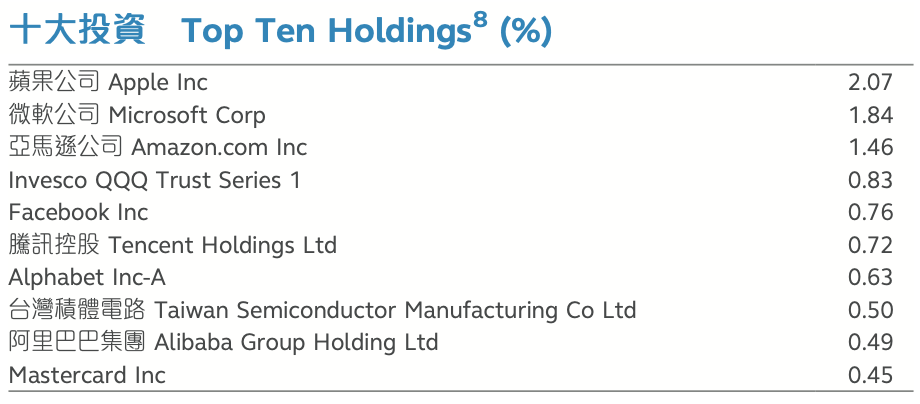 十大投資 Top Ten Holdings8 (%)
蘋果公司 Apple Inc 2.07
微軟公司 Microsoft Corp 1.84
亞馬遜公司 Amazon.com Inc 1.46
Invesco QQQ Trust Series 1 0.83
Facebook Inc 0.76
騰訊控股 Tencent Holdings Ltd 0.72
Alphabet Inc-A 0.63
台灣積體電路 Taiwan Semiconductor Manufacturing Co Ltd 0.50
阿里巴巴集團 Alibaba Group Holding Ltd 0.49
Mastercard Inc 0.45